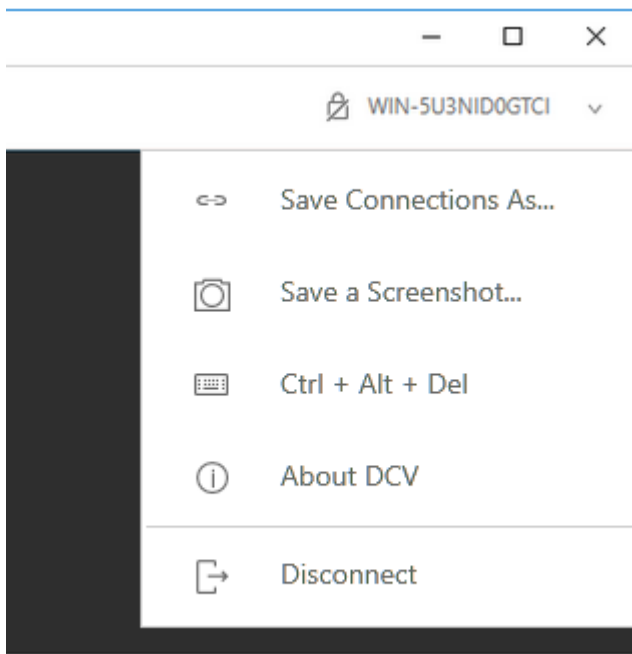 WIN-5U3NID0GTCI
Save Connections As...
Save a Screenshot...
Ctrl + Alt + Del
About DCV
Disconnect